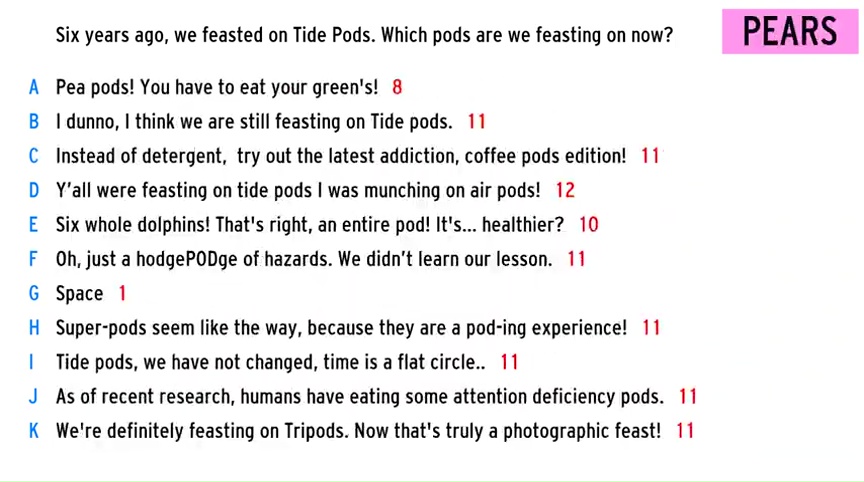 Six years ago, we feasted on Tide Pods. Which pods are we feasting on now?
PEARS
A Pea pods! You have to eat your green's! 8
B I dunno, I think we are still feasting on Tide pods. 11
C Instead of detergent, try out the latest addiction, coffee pods edition! 11
D Y'all were feasting on tide pods I was munching on air pods! 12
E Six whole dolphins! That's right, an entire pod! It's... healthier? 10
F Oh, just a hodgePODge of hazards. We didn't learn our lesson. 11
G Space 1
H Super-pods seem like the way, because they are a pod-ing experience! 11
I Tide pods, we have not changed, time is a flat circle.. 11
J As of recent research, humans have eating some attention deficiency pods. 11
K We're definitely feasting on Tripods. Now that's truly a photographic feast! 11